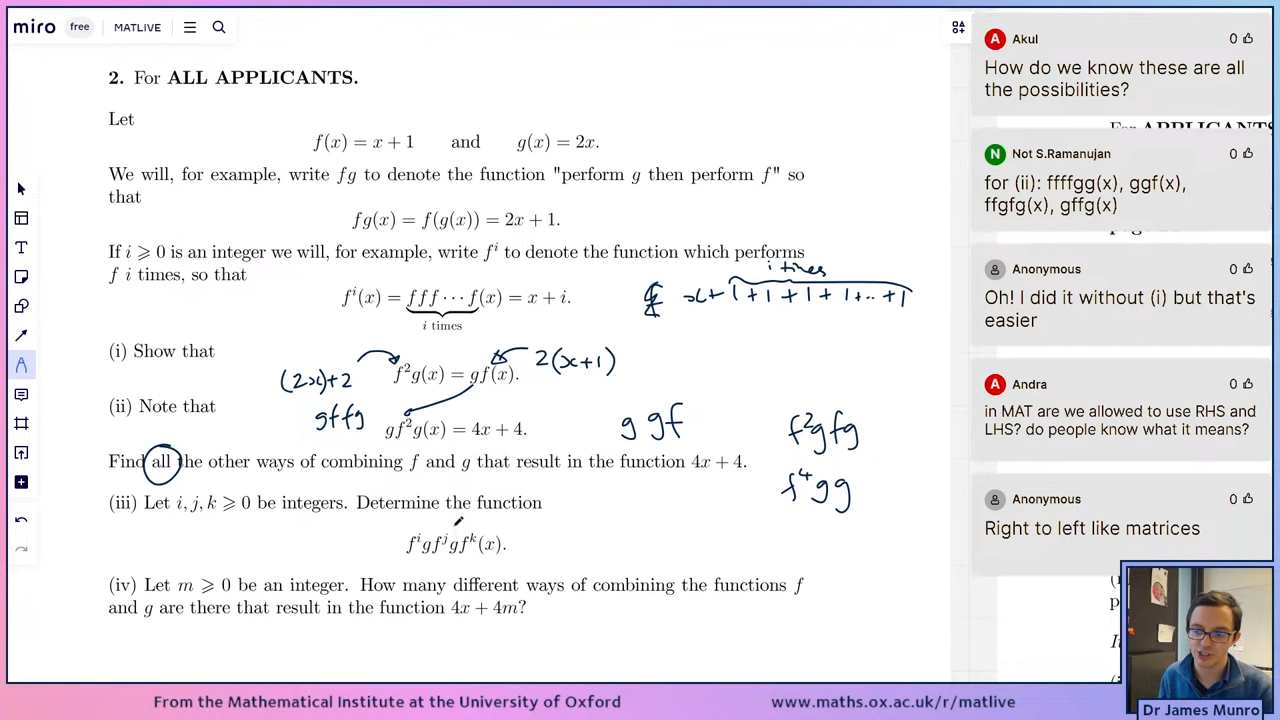 miro free MATLIVE
2. For ALL APPLICANTS.
Let
f(x) = x + 1 and g(x) = 2x.
We will, for example, write fg to denote the function "perform g then perform f" so
that
fg(x) = f(g(x)) = 2x + 1.
If i ⩾ 0 is an integer we will, for example, write fⁱ to denote the function which performs
f i times, so that
i times
fⁱ(x) = fff ··· f(x) = x + i.
i times
x + 1 + 1 + 1 + 1 + .. + 1
(i) Show that
(2x)+2
f²g(x) = gf(x).
2(x+1)
(ii) Note that
gffg
gf²g(x) = 4x + 4.
g gf
f²gfg
Find all the other ways of combining f and g that result in the function 4x + 4.
f⁴gg
(iii) Let i, j, k ⩾ 0 be integers. Determine the function
fⁱgfʲgfᵏ(x).
(iv) Let m ⩾ 0 be an integer. How many different ways of combining the functions f
and g are there that result in the function 4x + 4m?
A Akul 0
How do we know these are all
the possibilities?
N Not S.Ramanujan 0
for (ii): ffffgg(x), ggf(x),
ffgfg(x), gffg(x)
Anonymous 0
Oh! I did it without (i) but that's
easier
A Andra 0
in MAT are we allowed to use RHS and
LHS? do people know what it means?
Anonymous 0
Right to left like matrices
From the Mathematical Institute at the University of Oxford
www.maths.ox.ac.uk/r/matlive
Dr James Munro